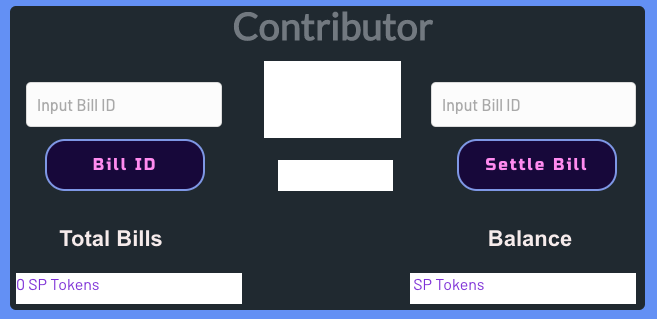 Contributor
Input Bill ID
Input Bill ID
Bill ID
Settle Bill
Total Bills
Balance
0 SP Tokens
SP Tokens